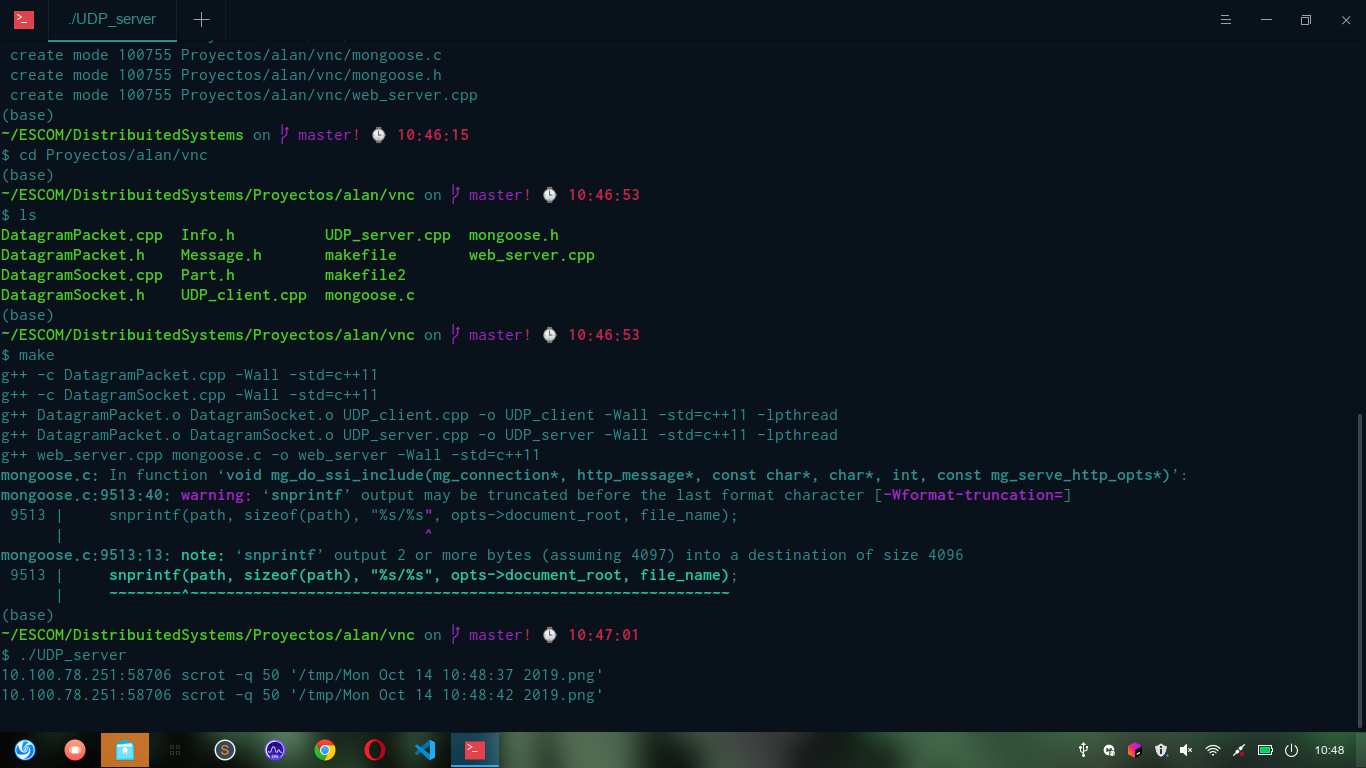 ./UDP_server
create mode 100755 Proyectos/alan/vnc/mongoose.c
create mode 100755 Proyectos/alan/vnc/mongoose.h
create mode 100755 Proyectos/alan/vnc/web_server.cpp
(base)
~/ESCOM/DistribuitedSystems on master! ⌚ 10:46:15
$ cd Proyectos/alan/vnc
(base)
~/ESCOM/DistribuitedSystems/Proyectos/alan/vnc on master! ⌚ 10:46:53
$ ls
DatagramPacket.cpp Info.h UDP_server.cpp mongoose.h
DatagramPacket.h Message.h makefile web_server.cpp
DatagramSocket.cpp Part.h makefile2
DatagramSocket.h UDP_client.cpp mongoose.c
(base)
~/ESCOM/DistribuitedSystems/Proyectos/alan/vnc on master! ⌚ 10:46:53
$ make
g++ -c DatagramPacket.cpp -Wall -std=c++11
g++ -c DatagramSocket.cpp -Wall -std=c++11
g++ DatagramPacket.o DatagramSocket.o UDP_client.cpp -o UDP_client -Wall -std=c++11 -lpthread
g++ DatagramPacket.o DatagramSocket.o UDP_server.cpp -o UDP_server -Wall -std=c++11 -lpthread
g++ web_server.cpp mongoose.c -o web_server -Wall -std=c++11
mongoose.c: In function ‘void mg_do_ssi_include(mg_connection*, http_message*, const char*, char*, int, const mg_serve_http_opts*)’:
mongoose.c:9513:40: warning: ‘snprintf’ output may be truncated before the last format character [-Wformat-truncation=]
9513 | snprintf(path, sizeof(path), "%s/%s", opts->document_root, file_name);
| ^
mongoose.c:9513:13: note: ‘snprintf’ output 2 or more bytes (assuming 4097) into a destination of size 4096
9513 | snprintf(path, sizeof(path), "%s/%s", opts->document_root, file_name);
| ~~~~~~~~^~~~~~~~~~~~~~~~~~~~~~~~~~~~~~~~~~~~~~~~~~~~~~~~~~~~~~~~~~~~~
(base)
~/ESCOM/DistribuitedSystems/Proyectos/alan/vnc on master! ⌚ 10:47:01
$ ./UDP_server
10.100.78.251:58706 scrot -q 50 '/tmp/Mon Oct 14 10:48:37 2019.png'
10.100.78.251:58706 scrot -q 50 '/tmp/Mon Oct 14 10:48:42 2019.png'
10:48